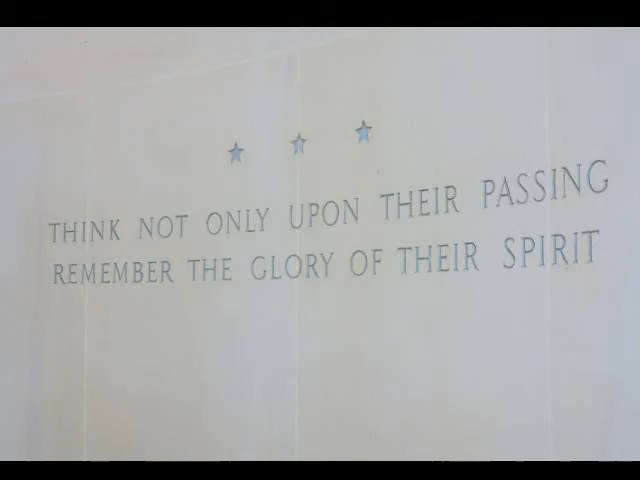 THINK NOT ONLY UPON THEIR PASSING
REMEMBER THE GLORY OF THEIR SPIRIT